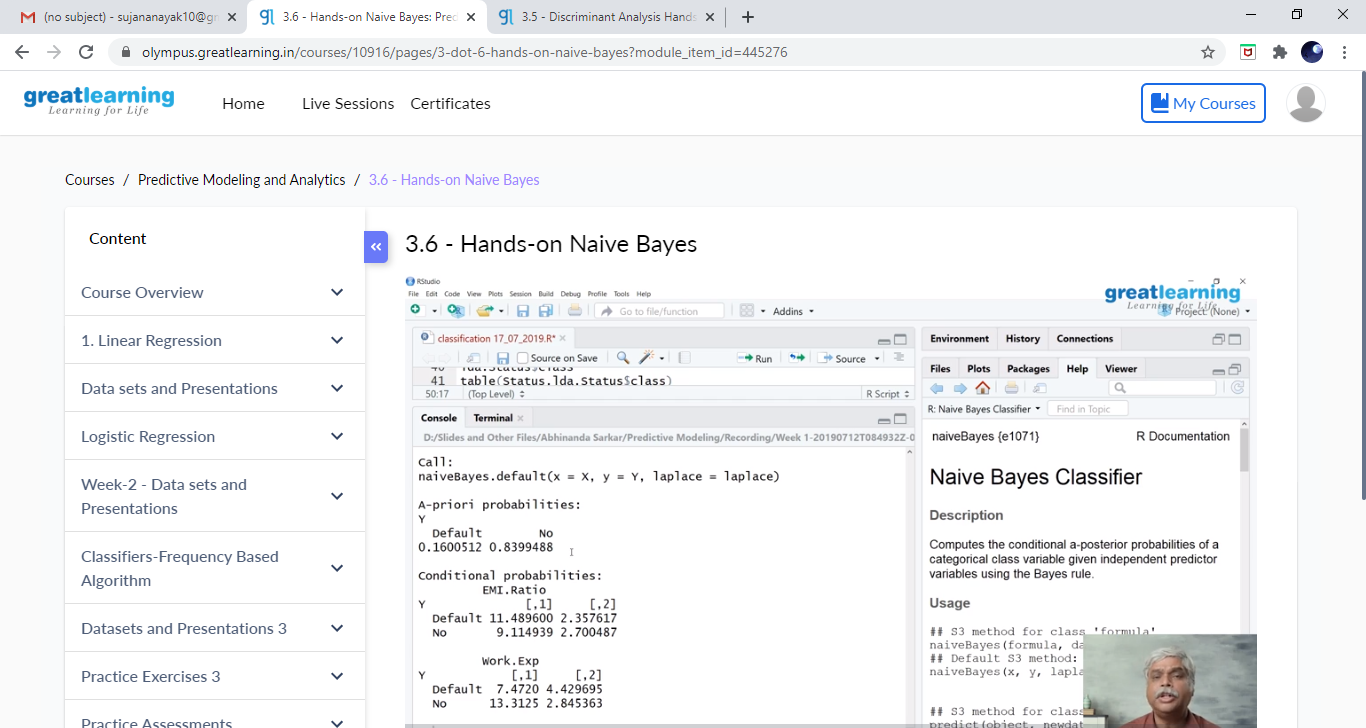 (no subject) - sujananayak10@gr
3.6 - Hands-on Naive Bayes: Pred
3.5 - Discriminant Analysis Hands
olympus.greatlearning.in/courses/10916/pages/3-dot-6-hands-on-naive-bayes?module_item_id=445276
greatlearning
Learning for Life
Home
Live Sessions
Certificates
My Courses
Courses / Predictive Modeling and Analytics / 3.6 - Hands-on Naive Bayes
Content
Course Overview
1. Linear Regression
Data sets and Presentations
Logistic Regression
Week-2 - Data sets and
Presentations
Classifiers-Frequency Based
Algorithm
Datasets and Presentations 3
Practice Exercises 3
Practice Assessments
3.6 - Hands-on Naive Bayes
RStudio
File Edit Code View Plots Session Build Debug Profile Tools Help
Go to file/function
Addins
greatlearning
Learning for Life
Project: (None)
classification 17_07_2019.R*
Source on Save
Run
Source
40 lda.Status$class
41 table(Status,lda.Status$class)
50:17 (Top Level)
R Script
Console Terminal
D:/Slides and Other Files/Abhinanda Sarkar/Predictive Modeling/Recording/Week 1-20190712T084932Z-0
Call:
naiveBayes.default(x = X, y = Y, laplace = laplace)
A-priori probabilities:
Y
Default No
0.1600512 0.8399488
Conditional probabilities:
EMI.Ratio
Y [,1] [,2]
Default 11.489600 2.357617
No 9.114939 2.700487
Work.Exp
Y [,1] [,2]
Default 7.4720 4.429695
No 13.3125 2.845363
Environment History Connections
Files Plots Packages Help Viewer
R: Naive Bayes Classifier
Find in Topic
naiveBayes {e1071}
R Documentation
Naive Bayes Classifier
Description
Computes the conditional a-posterior probabilities of a
categorical class variable given independent predictor
variables using the Bayes rule.
Usage
## S3 method for class 'formula'
naiveBayes(formula, da
## Default S3 method:
naiveBayes(x, y, lapla
## S3 method for class
predict(object, newdat